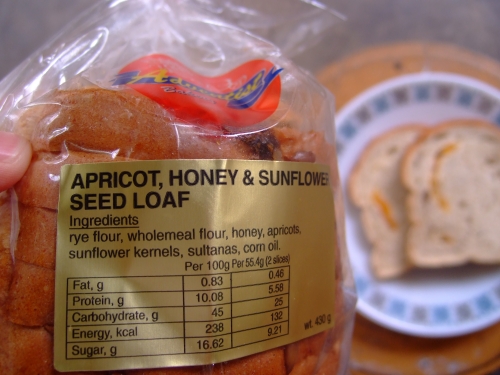 APRICOT, HONEY & SUNFLOWER
SEED LOAF
Ingredients
rye flour, wholemeal flour, honey, apricots,
sunflower kernels, sultanas, corn oil.
Per 100g Per 55.4g (2 slices)
Fat, g 0.83 0.46
Protein, g 10.08 5.58
Carbohydrate, g 45 25
Energy, kcal 238 132
Sugar, g 16.62 9.21
wt. 430 g